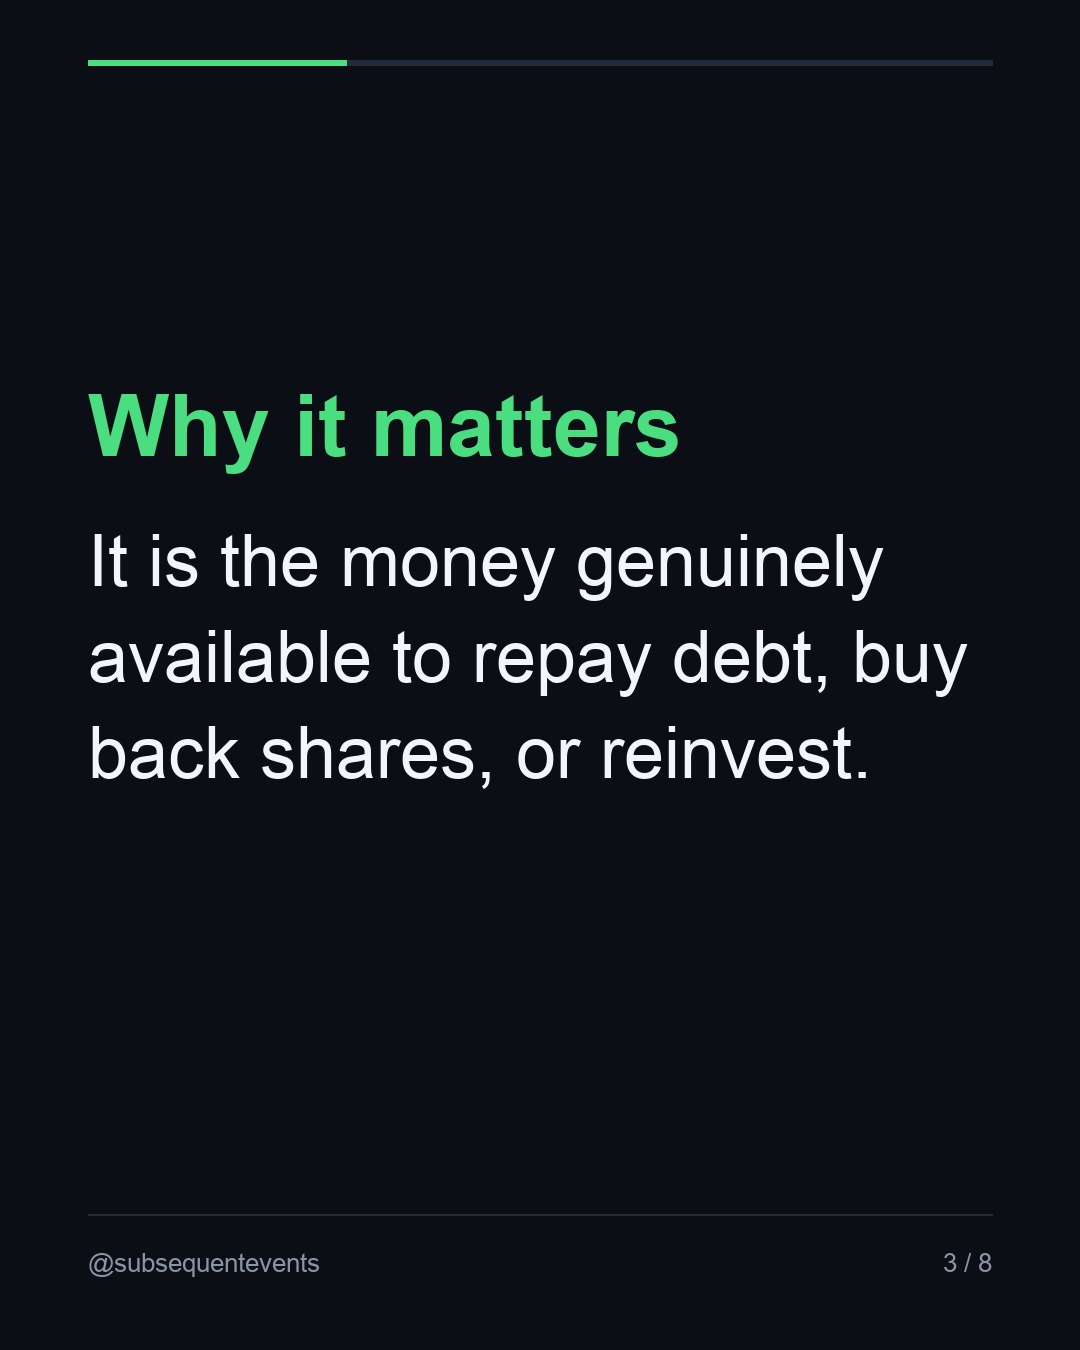 Why it matters
It is the money genuinely
available to repay debt, buy
back shares, or reinvest.
@subsequentevents
3 / 8